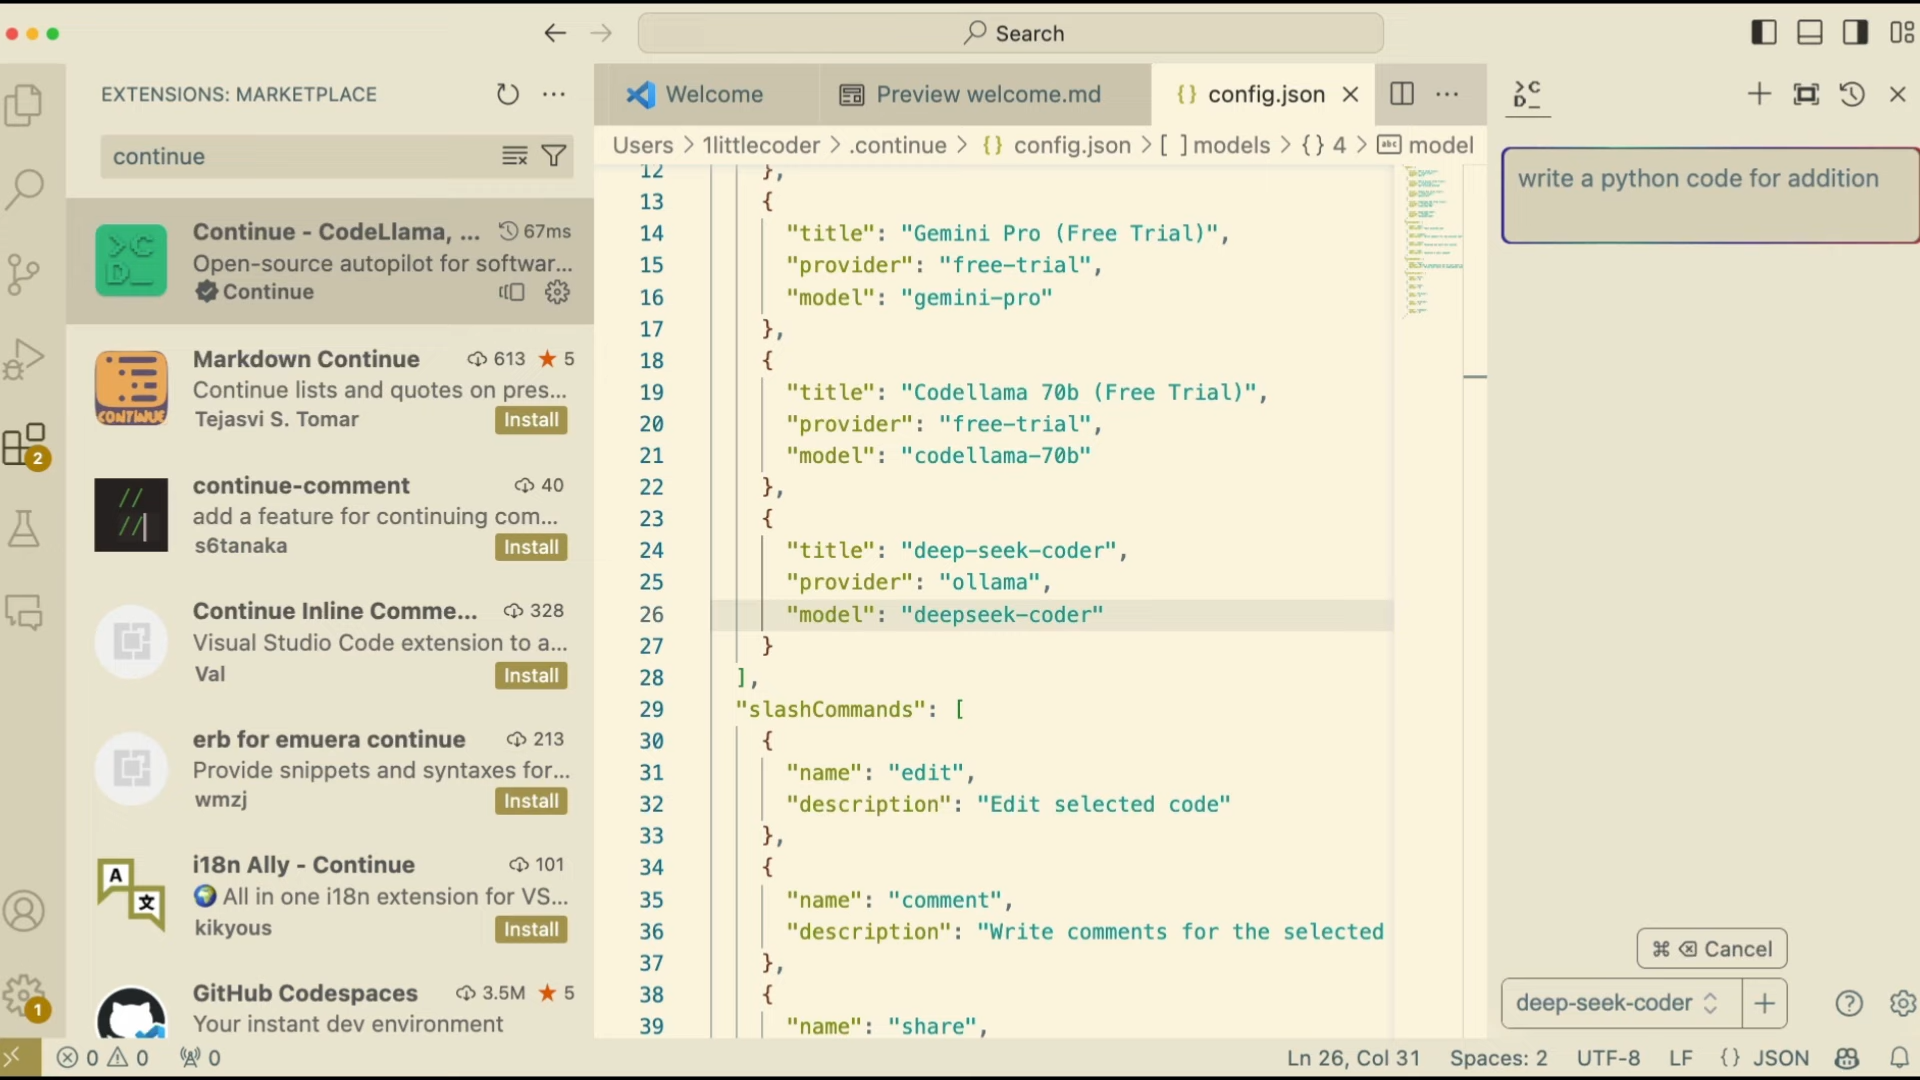 Search
EXTENSIONS: MARKETPLACE
continue
Continue - CodeLlama, ... 67ms
Open-source autopilot for softwar...
Continue
Markdown Continue 613 ★ 5
Continue lists and quotes on pres...
Tejasvi S. Tomar Install
CONTINUE
continue-comment 40
add a feature for continuing com...
s6tanaka Install
//
//
Continue Inline Comme... 328
Visual Studio Code extension to a...
Val Install
erb for emuera continue 213
Provide snippets and syntaxes for...
wmzj Install
i18n Ally - Continue 101
All in one i18n extension for VS...
kikyous Install
A
文
GitHub Codespaces 3.5M ★ 5
Your instant dev environment
2
1
Welcome
Preview welcome.md
{} config.json
Users > 1littlecoder > .continue > {} config.json > [ ] models > {} 4 > abc model
12 },
13 {
14 "title": "Gemini Pro (Free Trial)",
15 "provider": "free-trial",
16 "model": "gemini-pro"
17 },
18 {
19 "title": "Codellama 70b (Free Trial)",
20 "provider": "free-trial",
21 "model": "codellama-70b"
22 },
23 {
24 "title": "deep-seek-coder",
25 "provider": "ollama",
26 "model": "deepseek-coder"
27 }
28 ],
29 "slashCommands": [
30 {
31 "name": "edit",
32 "description": "Edit selected code"
33 },
34 {
35 "name": "comment",
36 "description": "Write comments for the selected
37 },
38 {
39 "name": "share",
>C
D_
write a python code for addition
⌘ ⌫ Cancel
deep-seek-coder
0 0 0
Ln 26, Col 31 Spaces: 2 UTF-8 LF {} JSON